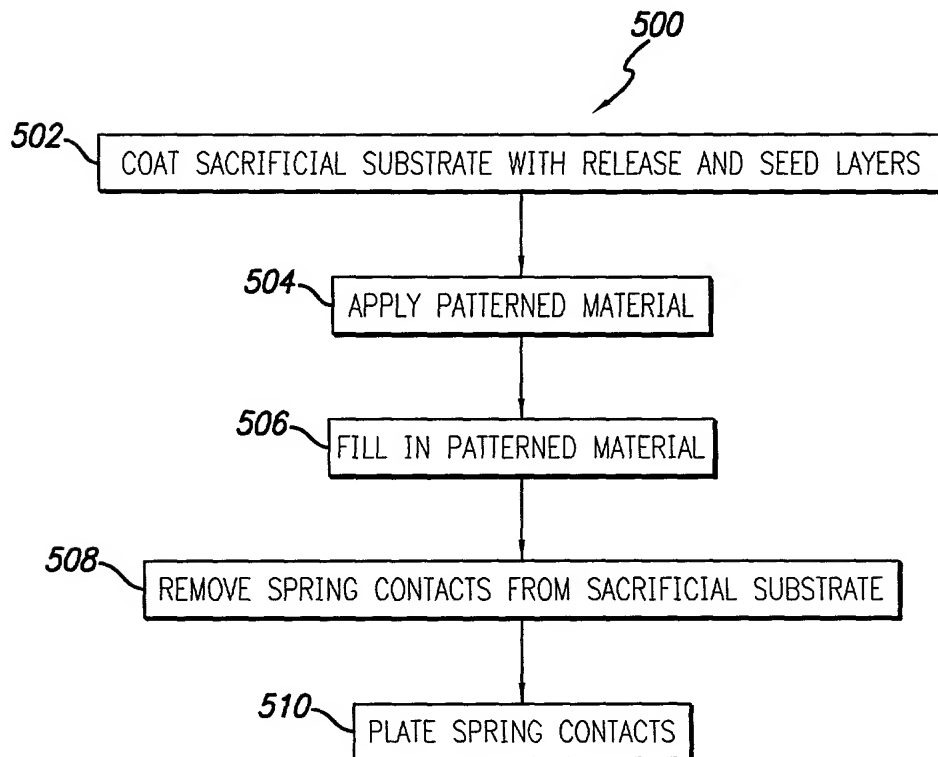 500
502
COAT SACRIFICIAL SUBSTRATE WITH RELEASE AND SEED LAYERS
504
APPLY PATTERNED MATERIAL
506
FILL IN PATTERNED MATERIAL
508
REMOVE SPRING CONTACTS FROM SACRIFICIAL SUBSTRATE
510
PLATE SPRING CONTACTS